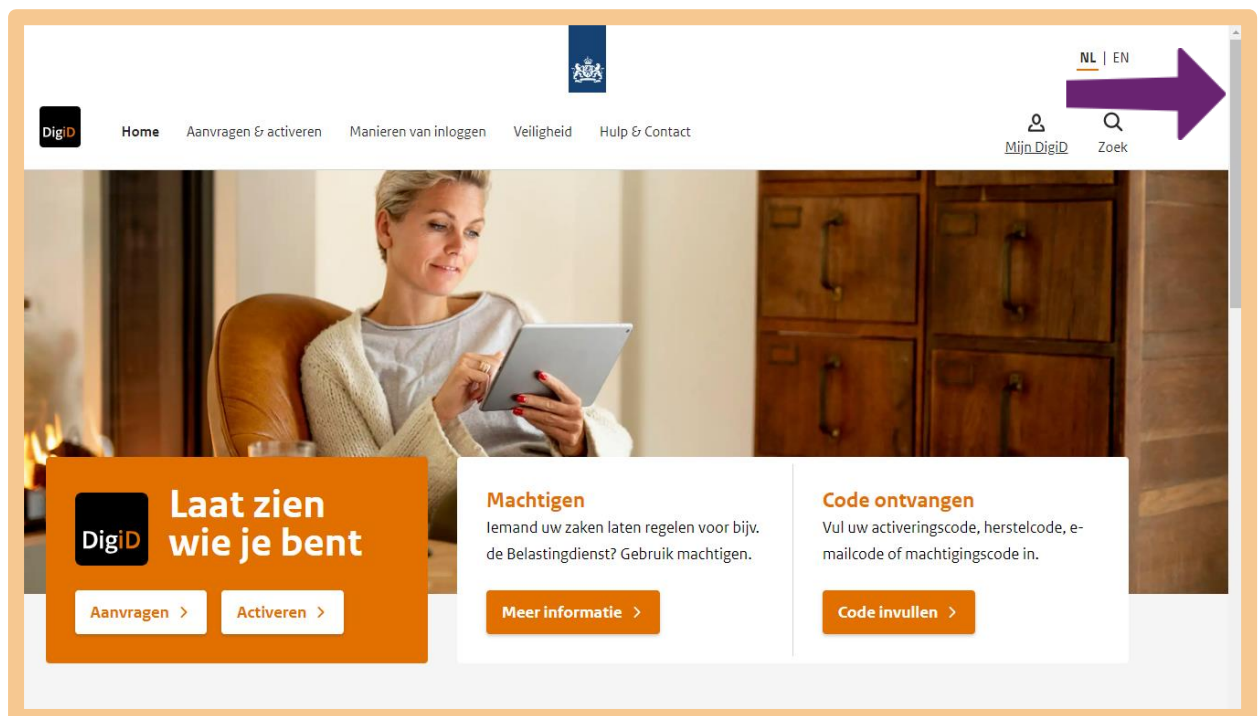 NL | EN
DigiD
Home Aanvragen & activeren Manieren van inloggen Veiligheid Hulp & Contact
Mijn DigiD Zoek
DigiD
Laat zien
wie je bent
Aanvragen >
Activeren >
Machtigen
Iemand uw zaken laten regelen voor bijv.
de Belastingdienst? Gebruik machtigen.
Meer informatie >
Code ontvangen
Vul uw activeringscode, herstelcode, e-
mailcode of machtigingscode in.
Code invullen >